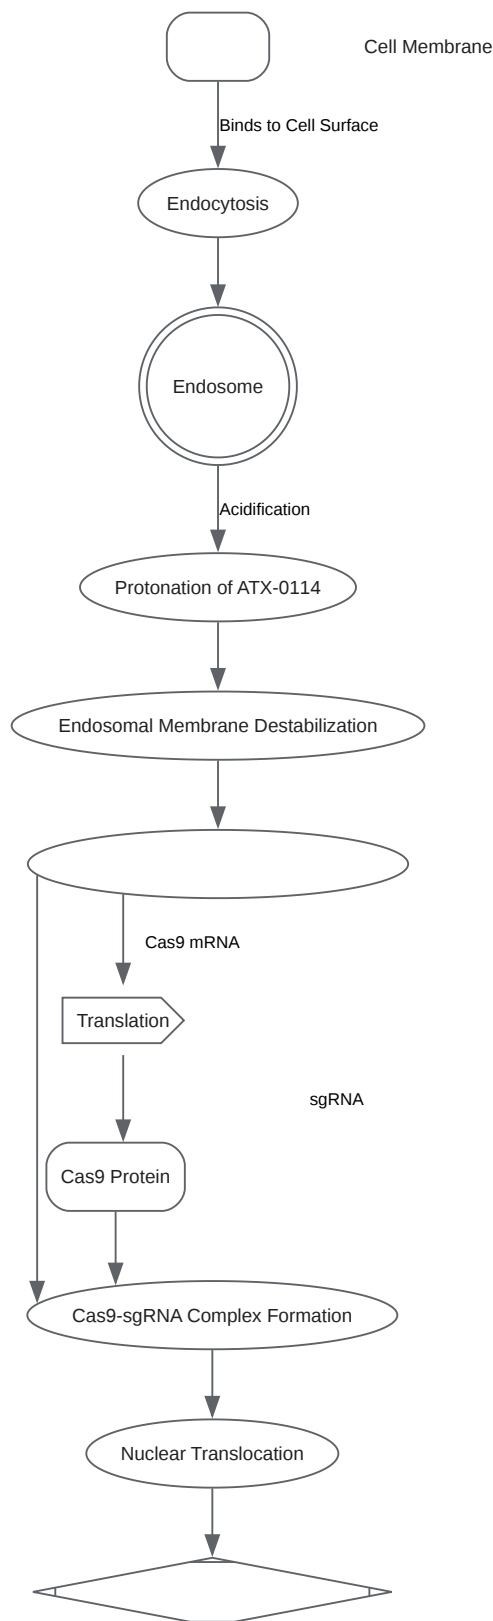 Cell Membrane
Binds to Cell Surface
Endocytosis
Endosome
Acidification
Protonation of ATX-0114
Endosomal Membrane Destabilization
Cas9 mRNA
Translation
sgRNA
Cas9 Protein
Cas9-sgRNA Complex Formation
Nuclear Translocation